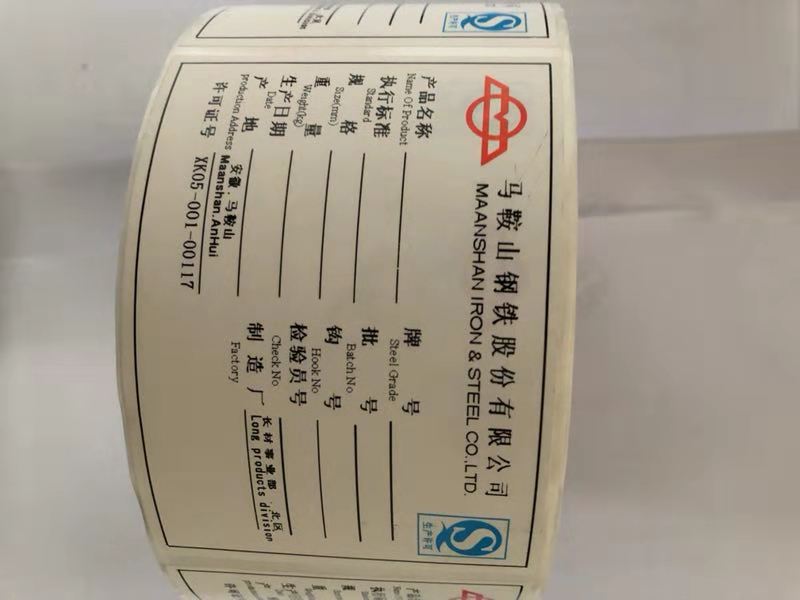 马鞍山钢铁股份有限公司
MAANSHAN IRON & STEEL CO.,LTD.
生产许可
产品名称
Name Of Product
牌号
Steel Grade
执行标准
Standard
批号
Batch No
规格
Size(mm)
钩号
Hook No
重量
Weight(kg)
检验员号
Check No
生产日期
Date
制造厂
Factory
长材事业部.北区
Long products division
产地
production Address
安徽.马鞍山
Maanshan.AnHui
许可证号
XK05-001-00117